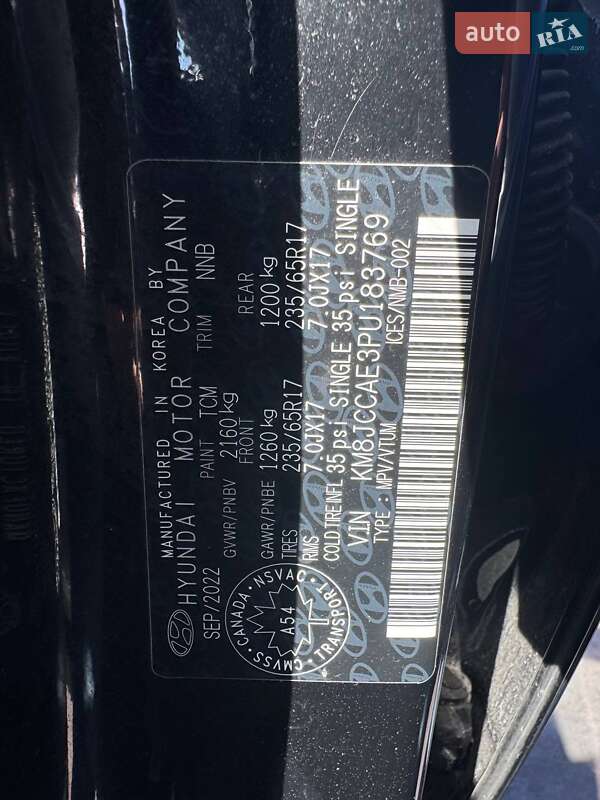 auto RIA.com
MANUFACTURED IN KOREA BY
HYUNDAI MOTOR COMPANY
SEP/2022 PAINT TCM TRIM NNB
GVWR/PNBV 2160 kg
FRONT REAR
GAWR/PNBE 1260 kg 1200 kg
TIRES 235/65R17 235/65R17
RIMS 7.0JX17 7.0JX17
COLD TIRE INFL 35 psi SINGLE 35 psi SINGLE
VIN KM8JCCAE3PU183769
TYPE : MPV/VTUM ICES/NMB-002
CMVSS · CANADA · NSVAC
A54
· TRANSPORT ·